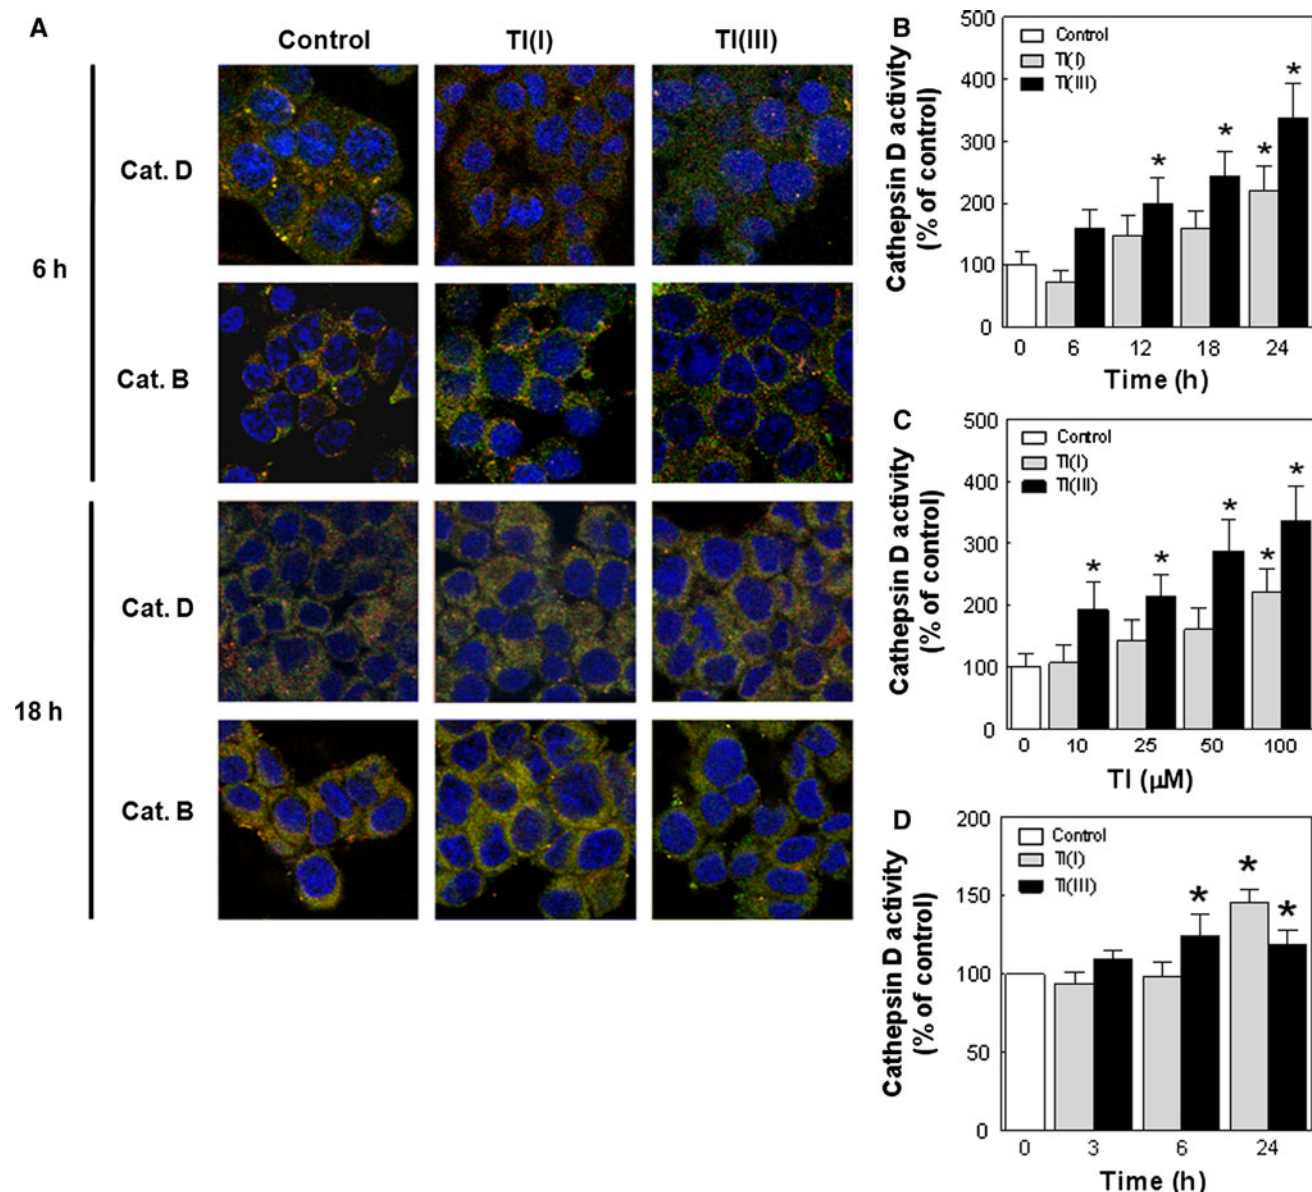 A
Control
Tl(I)
Tl(III)
6 h
Cat. D
Cat. B
18 h
Cat. D
Cat. B
B
Cathepsin D activity
(% of control)
500
400
300
200
100
0
Control
Tl(I)
Tl(III)
*
*
*
*
0 6 12 18 24
Time (h)
C
Cathepsin D activity
(% of control)
500
400
300
200
100
0
Control
Tl(I)
Tl(III)
*
*
*
*
*
0 10 25 50 100
Tl (µM)
D
Cathepsin D activity
(% of control)
200
150
100
50
0
Control
Tl(I)
Tl(III)
*
*
*
0 3 6 24
Time (h)